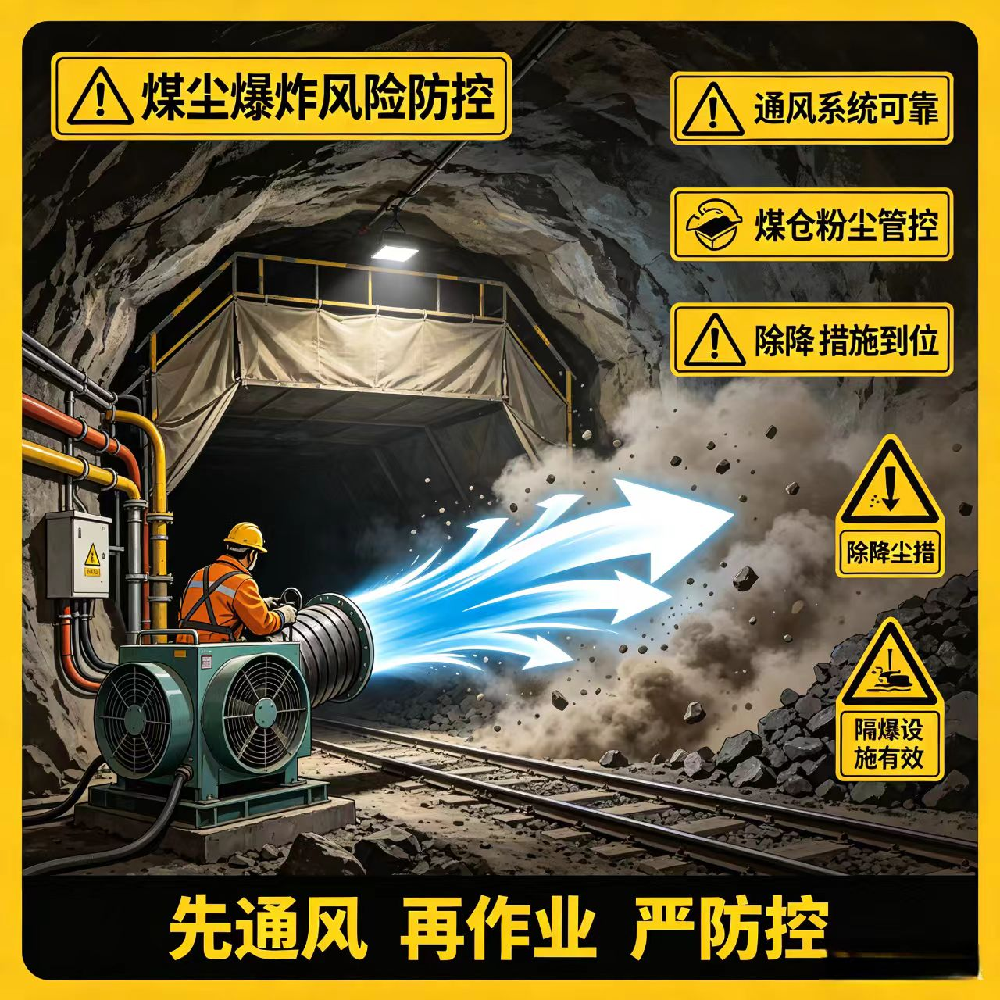 煤尘爆炸风险防控
通风系统可靠
煤仓粉尘管控
除降措施到位
除降尘措
隔爆设
施有效
先通风 再作业 严防控